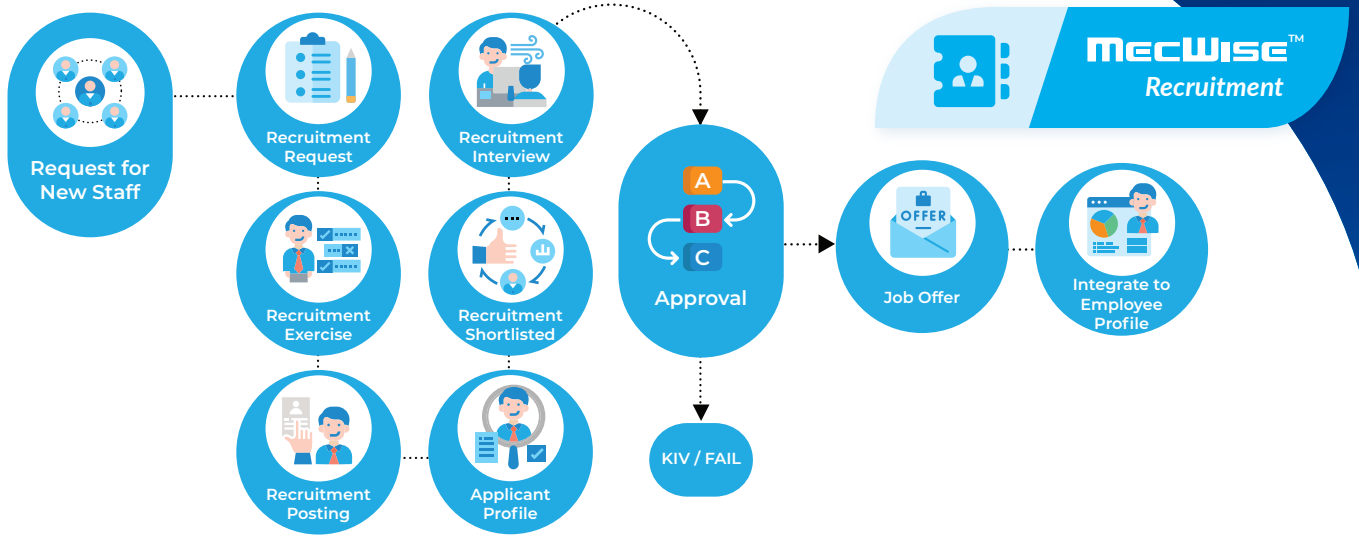 MECWISE™
Recruitment
Request for
New Staff
Recruitment
Request
Recruitment
Exercise
Recruitment
Posting
Applicant
Profile
Recruitment
Shortlisted
Recruitment
Interview
A
B
C
Approval
KIV / FAIL
OFFER
Job Offer
Integrate to
Employee
Profile